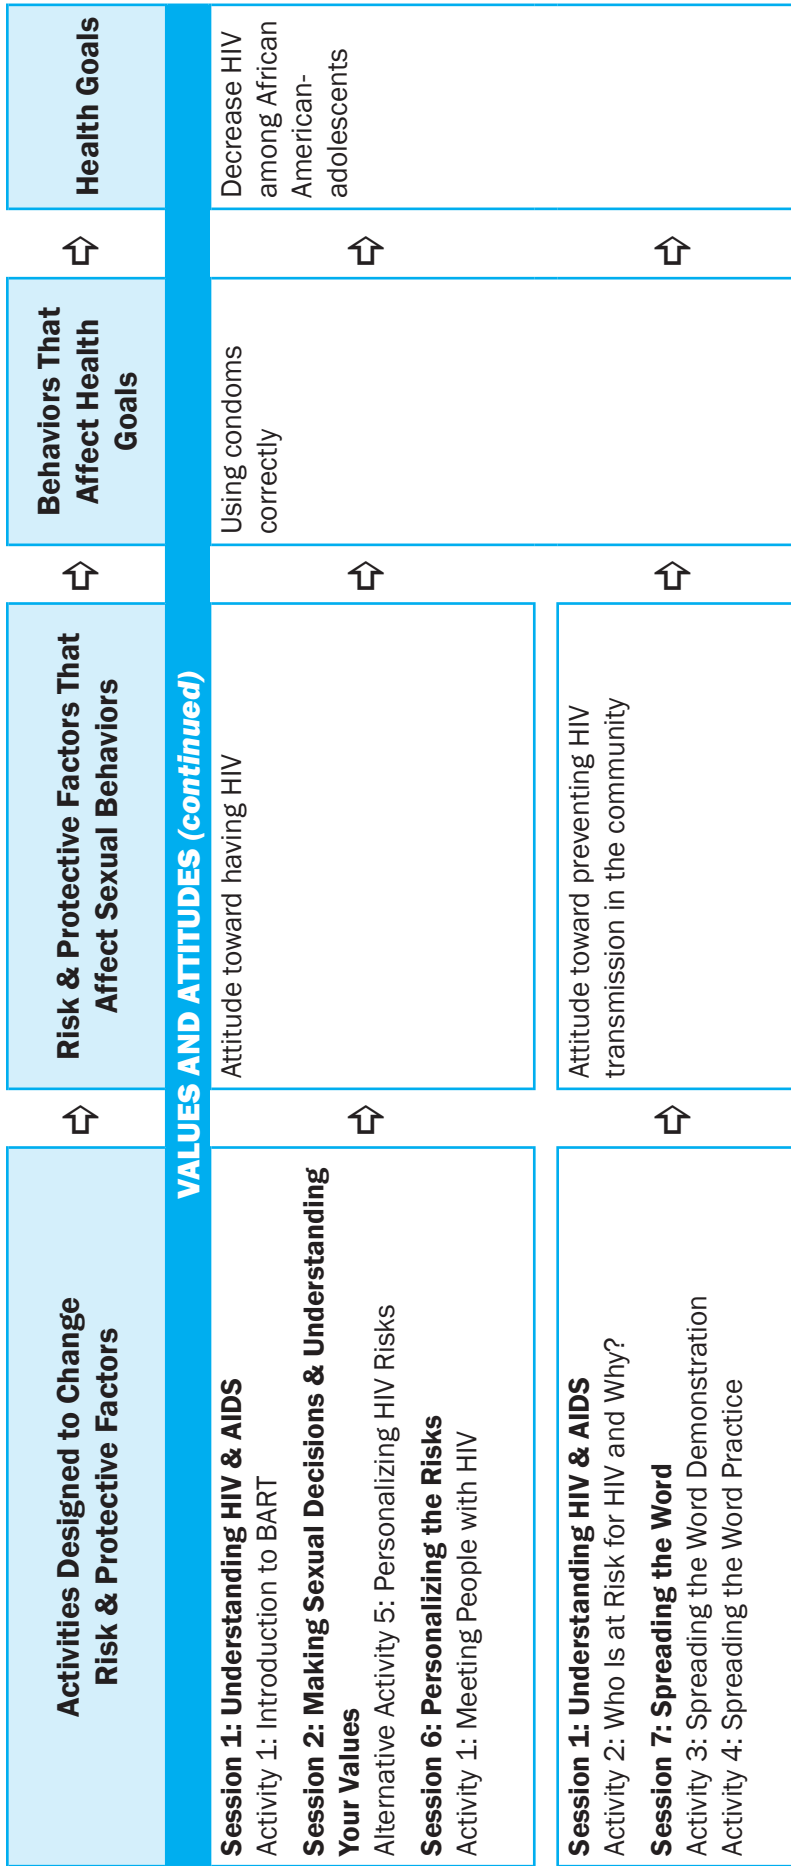 Activities Designed to Change
Risk & Protective Factors
Risk & Protective Factors That
Affect Sexual Behaviors
Behaviors That
Affect Health
Goals
Health Goals
VALUES AND ATTITUDES (continued)
Session 1: Understanding HIV & AIDS
Activity 1: Introduction to BART
Session 2: Making Sexual Decisions & Understanding
Your Values
Alternative Activity 5: Personalizing HIV Risks
Session 6: Personalizing the Risks
Activity 1: Meeting People with HIV
Attitude toward having HIV
Using condoms
correctly
Decrease HIV
among African
American-
adolescents
Session 1: Understanding HIV & AIDS
Activity 2: Who Is at Risk for HIV and Why?
Session 7: Spreading the Word
Activity 3: Spreading the Word Demonstration
Activity 4: Spreading the Word Practice
Attitude toward preventing HIV
transmission in the community